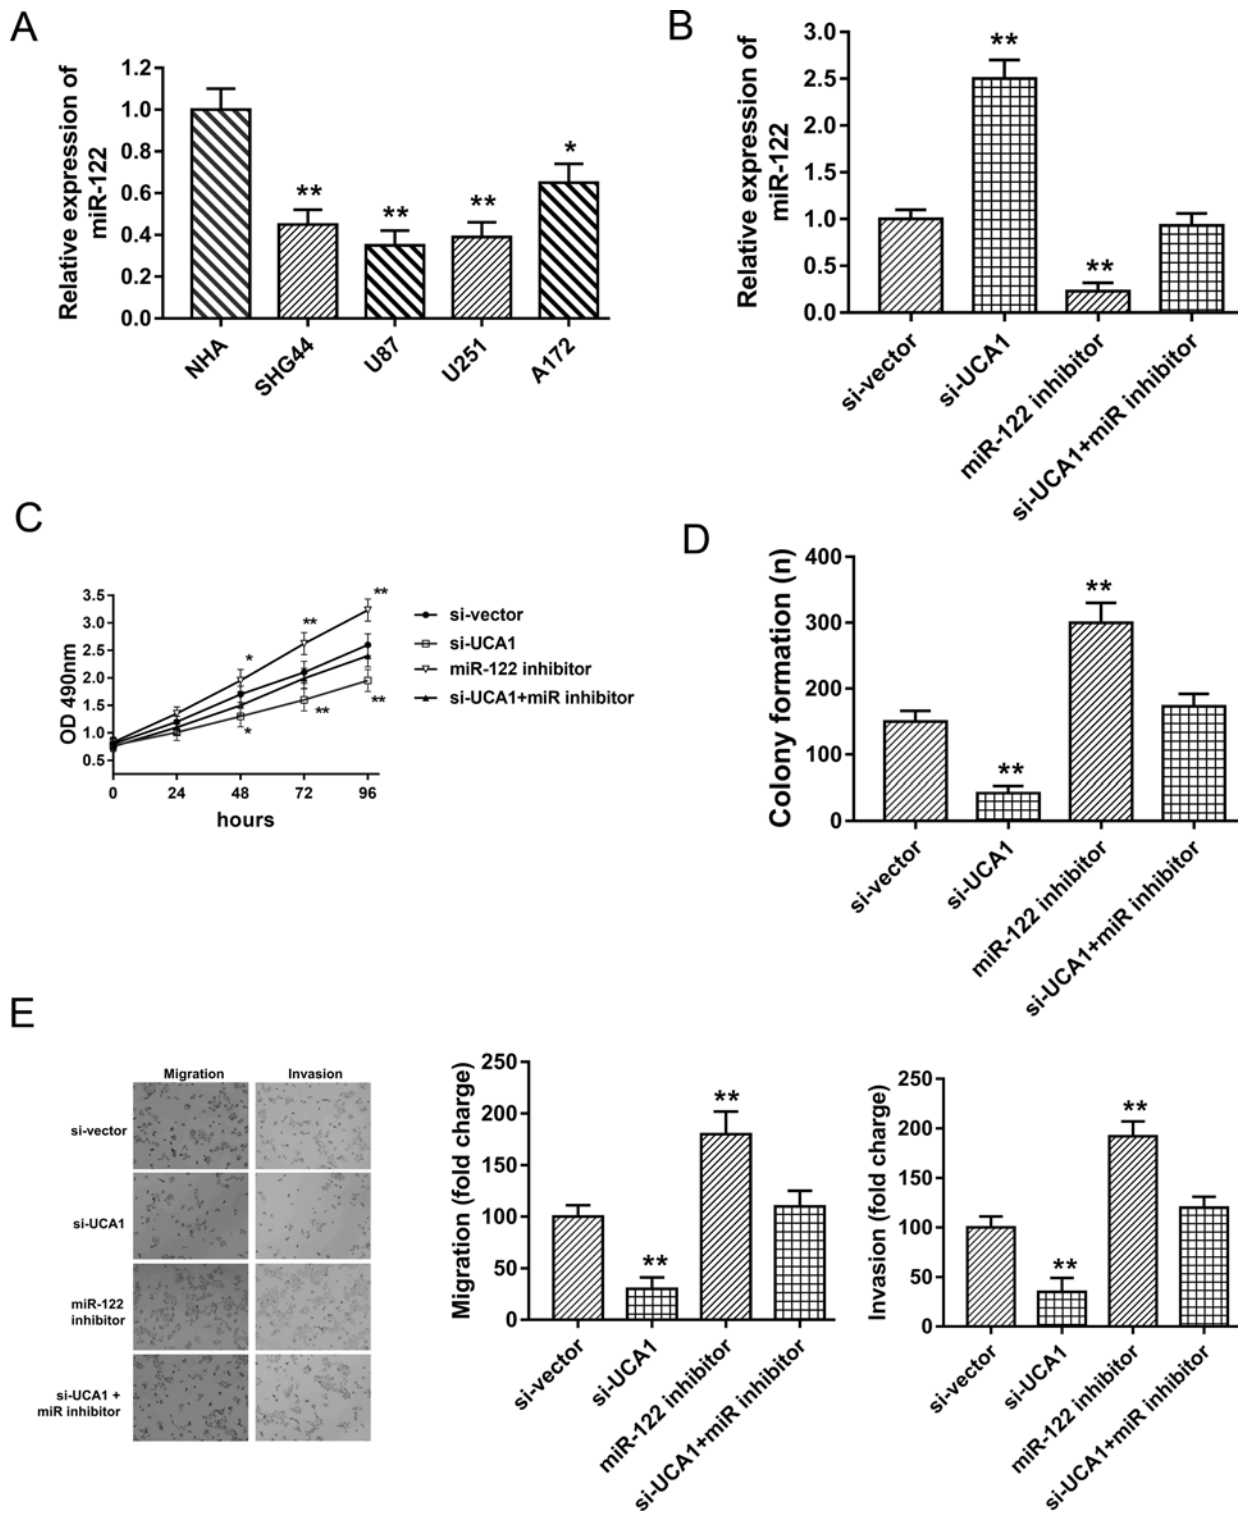 A
Relative expression of
miR-122
1.2
1.0
0.8
0.6
0.4
0.2
0.0
**
**
**
*
NHA
SHG44
U87
U251
A172
B
Relative expression of
miR-122
3.0
2.5
2.0
1.5
1.0
0.5
0.0
**
**
si-vector
si-UCA1
miR-122 inhibitor
si-UCA1+miR inhibitor
C
OD 490nm
3.5
3.0
2.5
2.0
1.5
1.0
0.5
*
**
**
*
**
**
0 24 48 72 96
hours
si-vector
si-UCA1
miR-122 inhibitor
si-UCA1+miR inhibitor
D
Colony formation (n)
400
300
200
100
0
**
**
si-vector
si-UCA1
miR-122 inhibitor
si-UCA1+miR inhibitor
E
Migration Invasion
si-vector
si-UCA1
miR-122
inhibitor
si-UCA1 +
miR inhibitor
Migration (fold charge)
250
200
150
100
50
0
**
**
si-vector
si-UCA1
miR-122 inhibitor
si-UCA1+miR inhibitor
Invasion (fold charge)
250
200
150
100
50
0
**
**
si-vector
si-UCA1
miR-122 inhibitor
si-UCA1+miR inhibitor